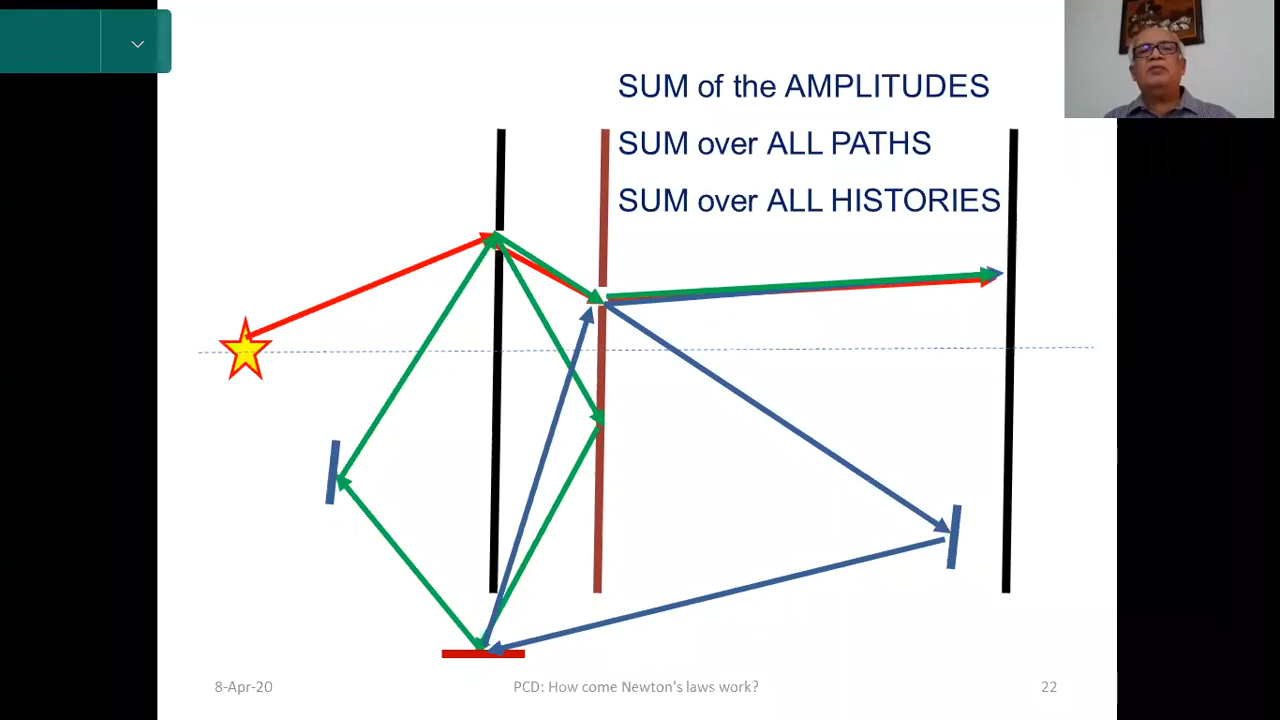 SUM of the AMPLITUDES
SUM over ALL PATHS
SUM over ALL HISTORIES
8-Apr-20
PCD: How come Newton's laws work?
22